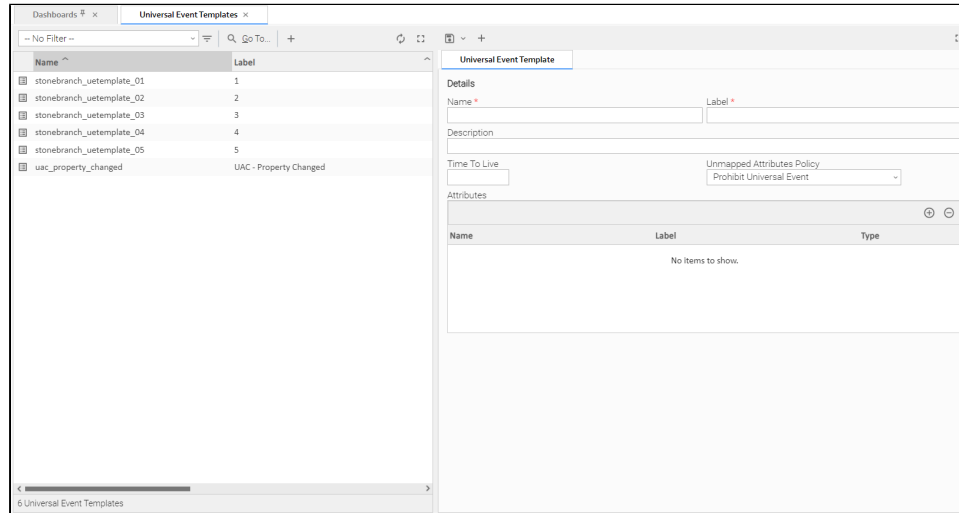 Dashboards
Universal Event Templates
-- No Filter --
Go To...
Name
Label
stonebranch_uetemplate_01
1
stonebranch_uetemplate_02
2
stonebranch_uetemplate_03
3
stonebranch_uetemplate_04
4
stonebranch_uetemplate_05
5
uac_property_changed
UAC - Property Changed
6 Universal Event Templates
Universal Event Template
Details
Name *
Label *
Description
Time To Live
Unmapped Attributes Policy
Prohibit Universal Event
Attributes
Name
Label
Type
No items to show.